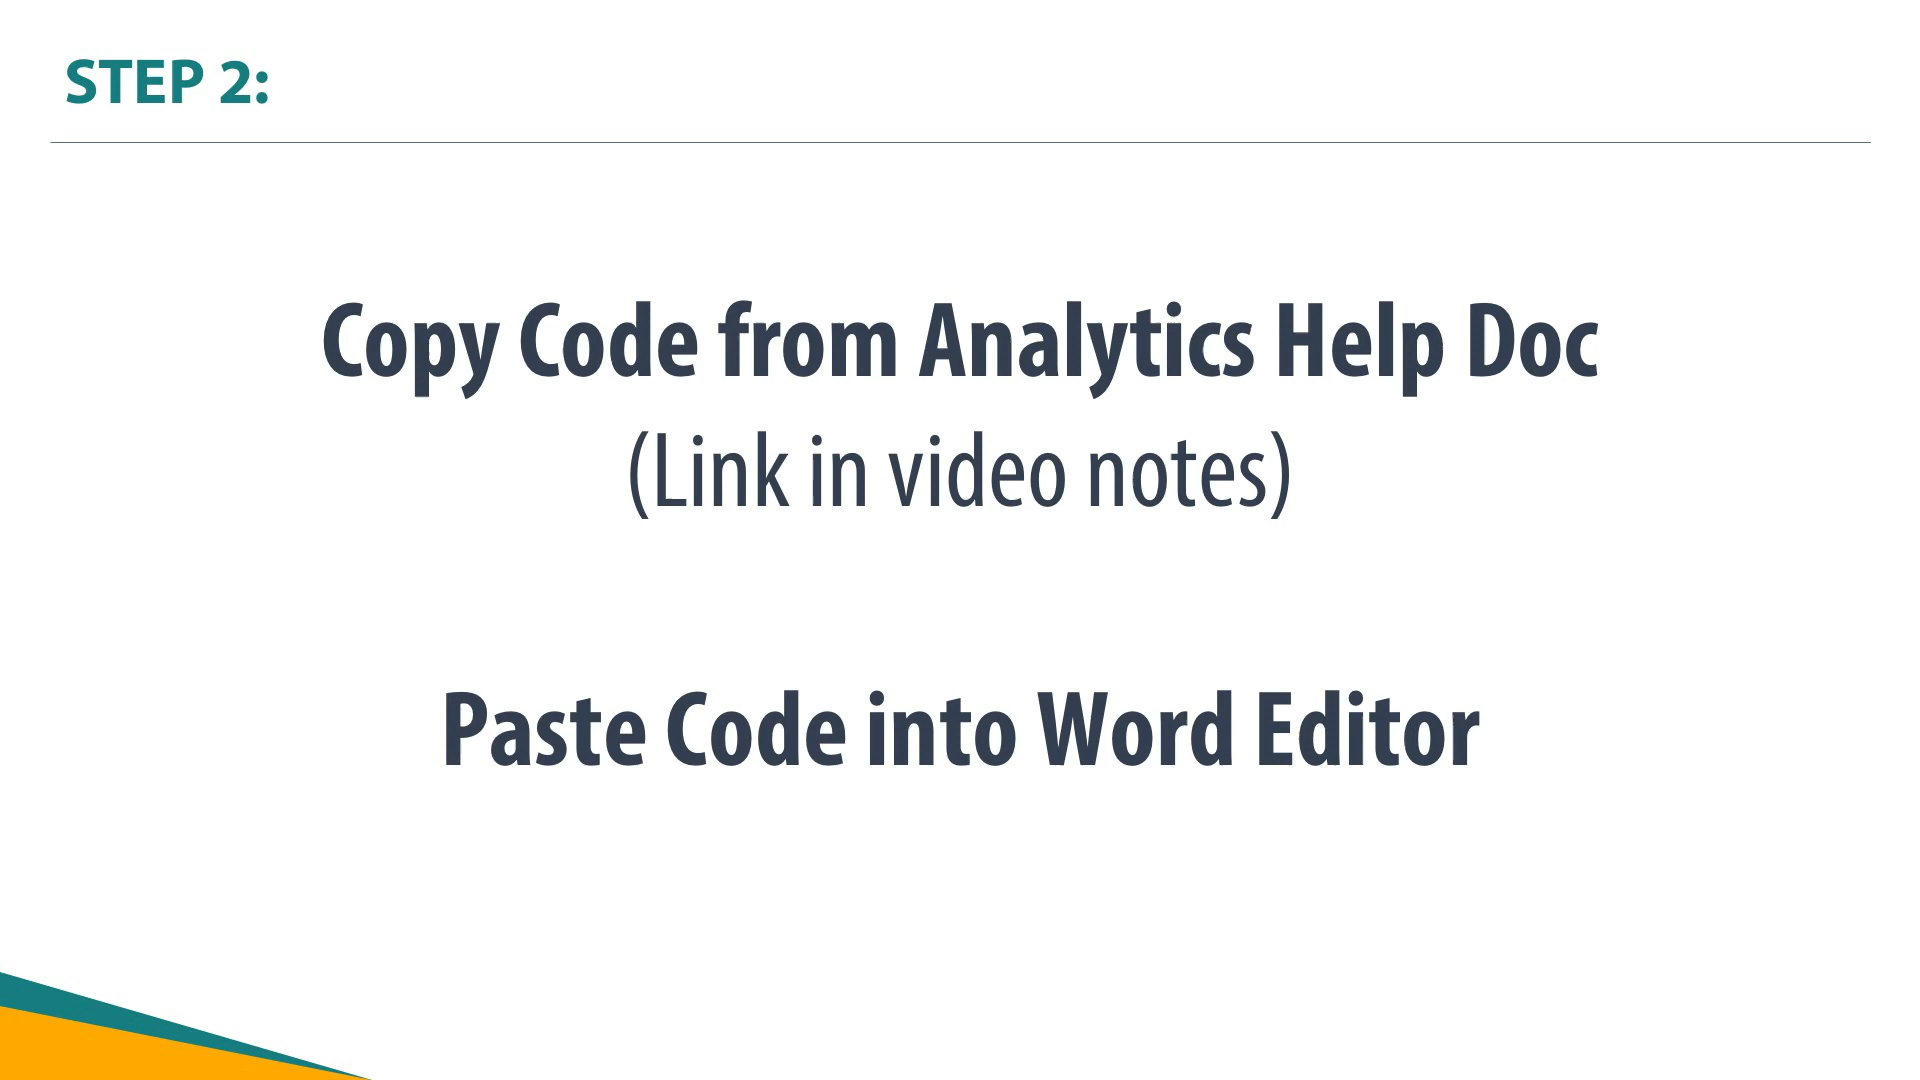 STEP 2:
Copy Code from Analytics Help Doc
(Link in video notes)
Paste Code into Word Editor